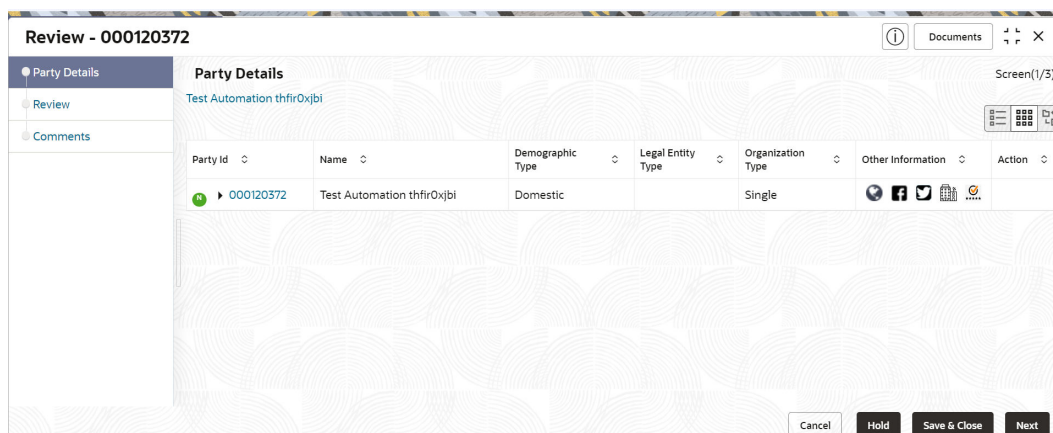 Review - 000120372
Documents
Party Details
Review
Comments
Party Details
Screen(1/3)
Test Automation thfir0xjbi
Party Id Name Demographic Type Legal Entity Type Organization Type Other Information Action
N 000120372 Test Automation thfir0xjbi Domestic Single
Cancel Hold Save & Close Next